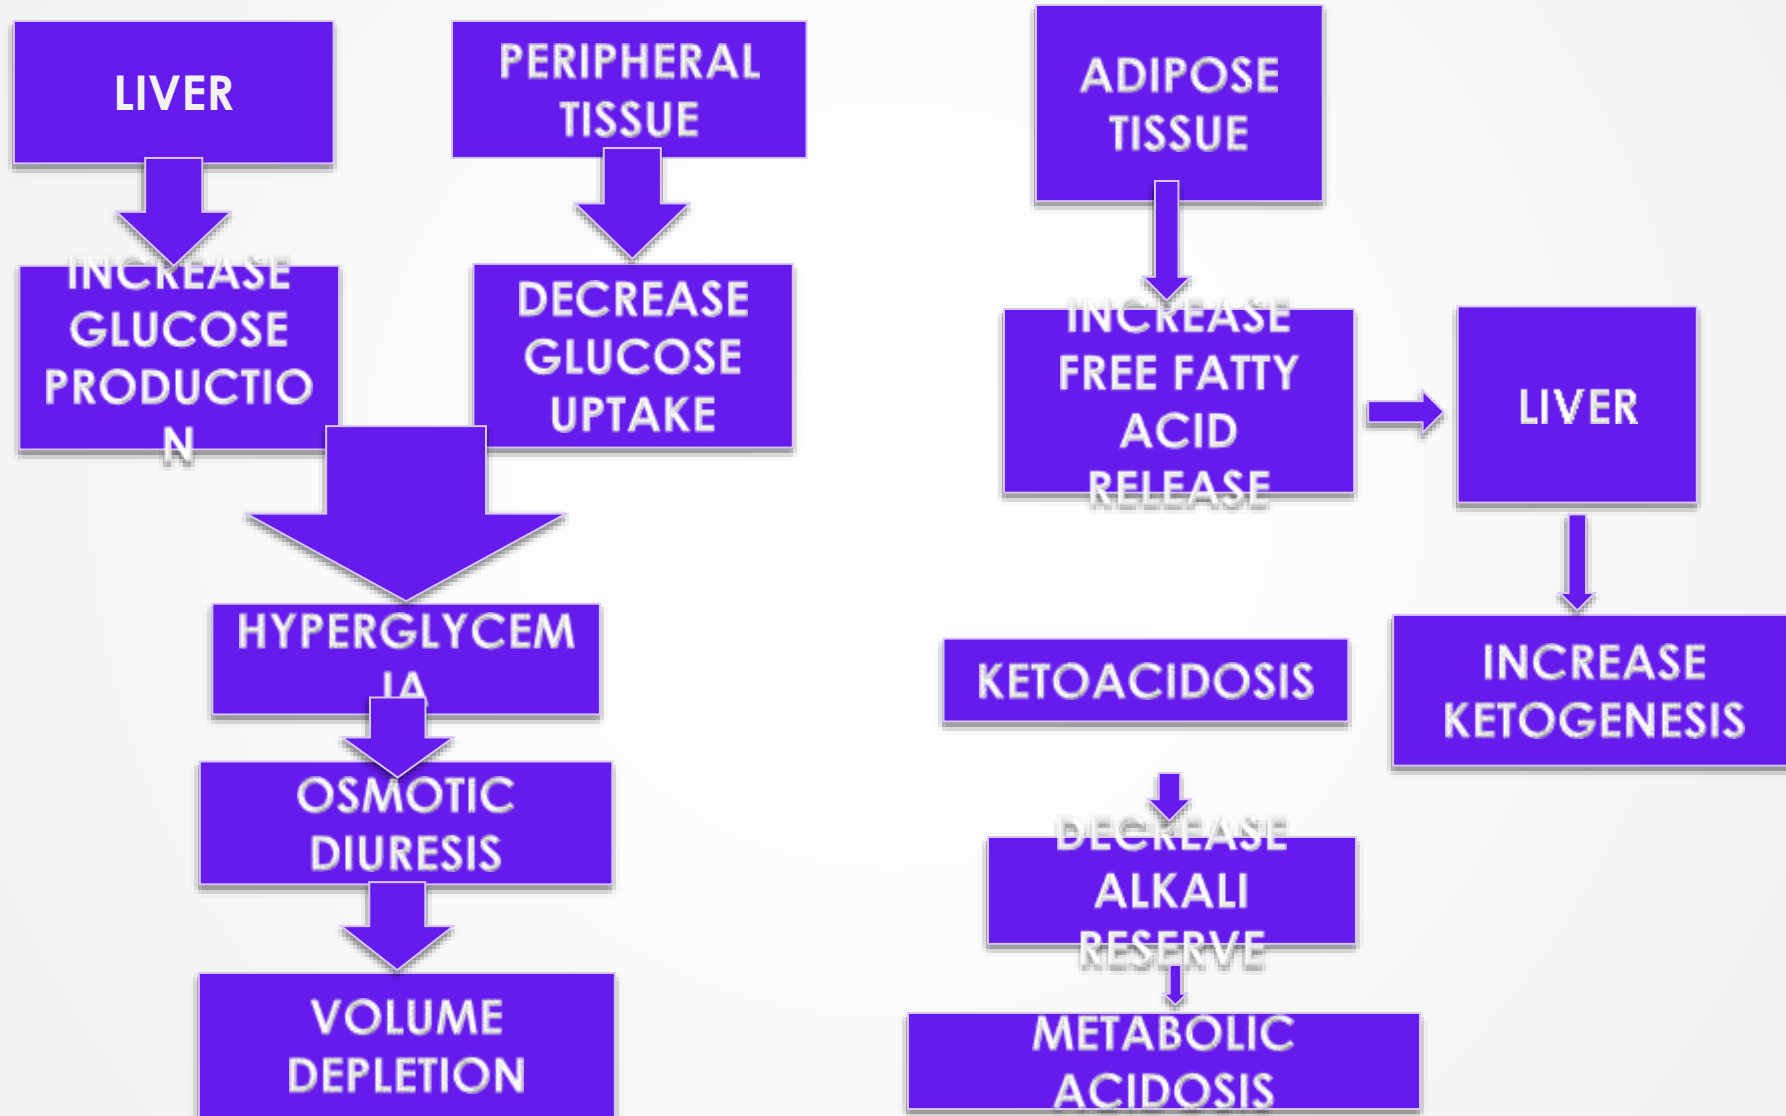 LIVER
PERIPHERAL
TISSUE
ADIPOSE
TISSUE
INCREASE
GLUCOSE
PRODUCTIO
N
DECREASE
GLUCOSE
UPTAKE
INCREASE
FREE FATTY
ACID
RELEASE
LIVER
HYPERGLYCEM
IA
KETOACIDOSIS
INCREASE
KETOGENESIS
OSMOTIC
DIURESIS
DECREASE
ALKALI
RESERVE
VOLUME
DEPLETION
METABOLIC
ACIDOSIS